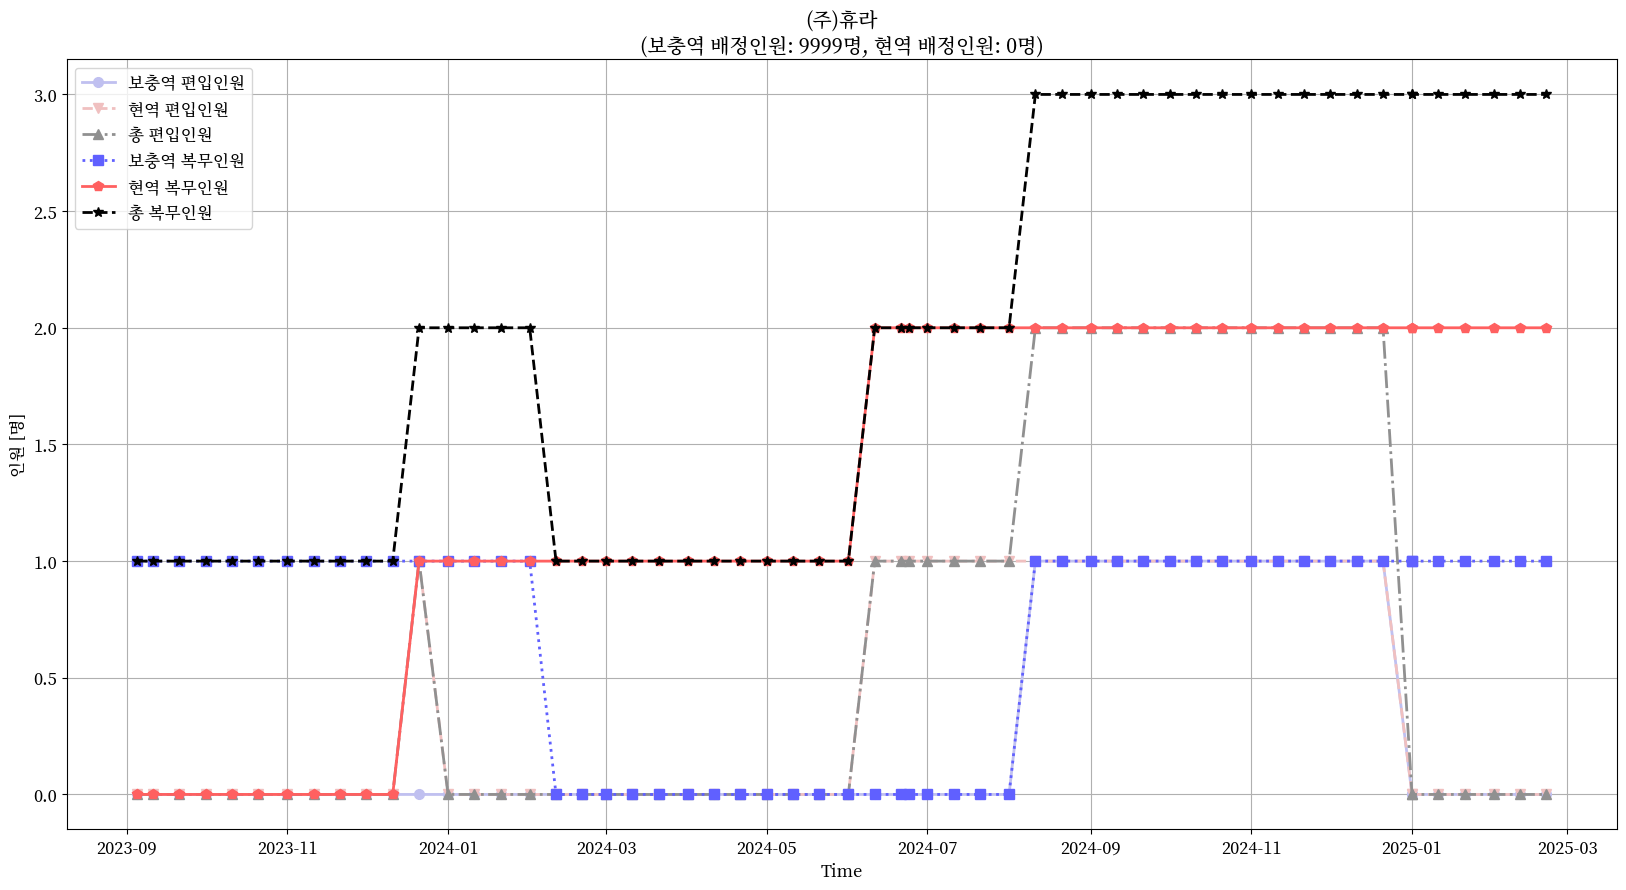 (주)휴라
(보충역 배정인원: 9999명, 현역 배정인원: 0명)
보충역 편입인원
현역 편입인원
총 편입인원
보충역 복무인원
현역 복무인원
총 복무인원
3.0
2.5
2.0
1.5
1.0
0.5
0.0
인원 [명]
2023-09
2023-11
2024-01
2024-03
2024-05
2024-07
2024-09
2024-11
2025-01
2025-03
Time